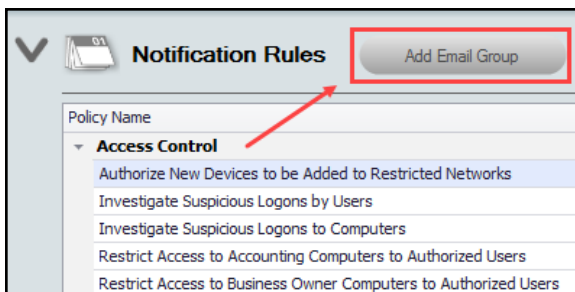 01
Notification Rules
Add Email Group
Policy Name
Access Control
Authorize New Devices to be Added to Restricted Networks
Investigate Suspicious Logons by Users
Investigate Suspicious Logons to Computers
Restrict Access to Accounting Computers to Authorized Users
Restrict Access to Business Owner Computers to Authorized Users